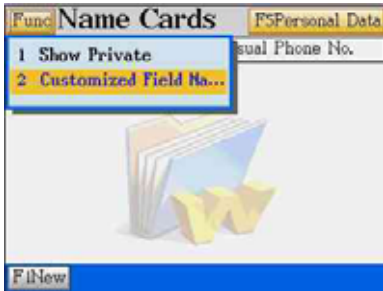 Func Name Cards F5Personal Data
1 Show Private
sual Phone No.
2 Customized Field Na...
F1New